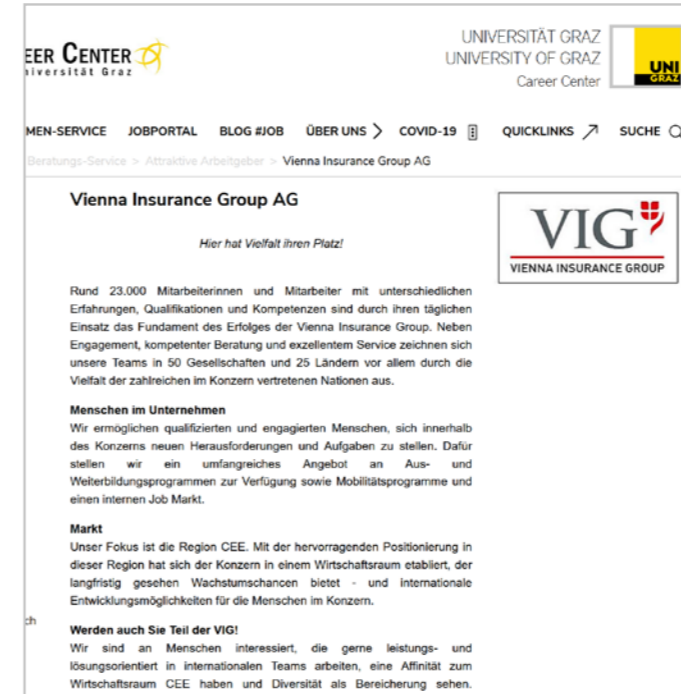 EER CENTER
niversität Graz
UNIVERSITÄT GRAZ
UNIVERSITY OF GRAZ
Career Center
UNI
GRAZ
MEN-SERVICE JOBPORTAL BLOG #JOB ÜBER UNS COVID-19 QUICKLINKS SUCHE
Beratungs-Service > Attraktive Arbeitgeber > Vienna Insurance Group AG
Vienna Insurance Group AG
VIG
VIENNA INSURANCE GROUP
Hier hat Vielfalt ihren Platz!
Rund 23.000 Mitarbeiterinnen und Mitarbeiter mit unterschiedlichen
Erfahrungen, Qualifikationen und Kompetenzen sind durch ihren täglichen
Einsatz das Fundament des Erfolges der Vienna Insurance Group. Neben
Engagement, kompetenter Beratung und exzellentem Service zeichnen sich
unsere Teams in 50 Gesellschaften und 25 Ländern vor allem durch die
Vielfalt der zahlreichen im Konzern vertretenen Nationen aus.
Menschen im Unternehmen
Wir ermöglichen qualifizierten und engagierten Menschen, sich innerhalb
des Konzerns neuen Herausforderungen und Aufgaben zu stellen. Dafür
stellen wir ein umfangreiches Angebot an Aus- und
Weiterbildungsprogrammen zur Verfügung sowie Mobilitätsprogramme und
einen internen Job Markt.
Markt
Unser Fokus ist die Region CEE. Mit der hervorragenden Positionierung in
dieser Region hat sich der Konzern in einem Wirtschaftsraum etabliert, der
langfristig gesehen Wachstumschancen bietet - und internationale
Entwicklungsmöglichkeiten für die Menschen im Konzern.
ch
Werden auch Sie Teil der VIG!
Wir sind an Menschen interessiert, die gerne leistungs- und
lösungsorientiert in internationalen Teams arbeiten, eine Affinität zum
Wirtschaftsraum CEE haben und Diversität als Bereicherung sehen.